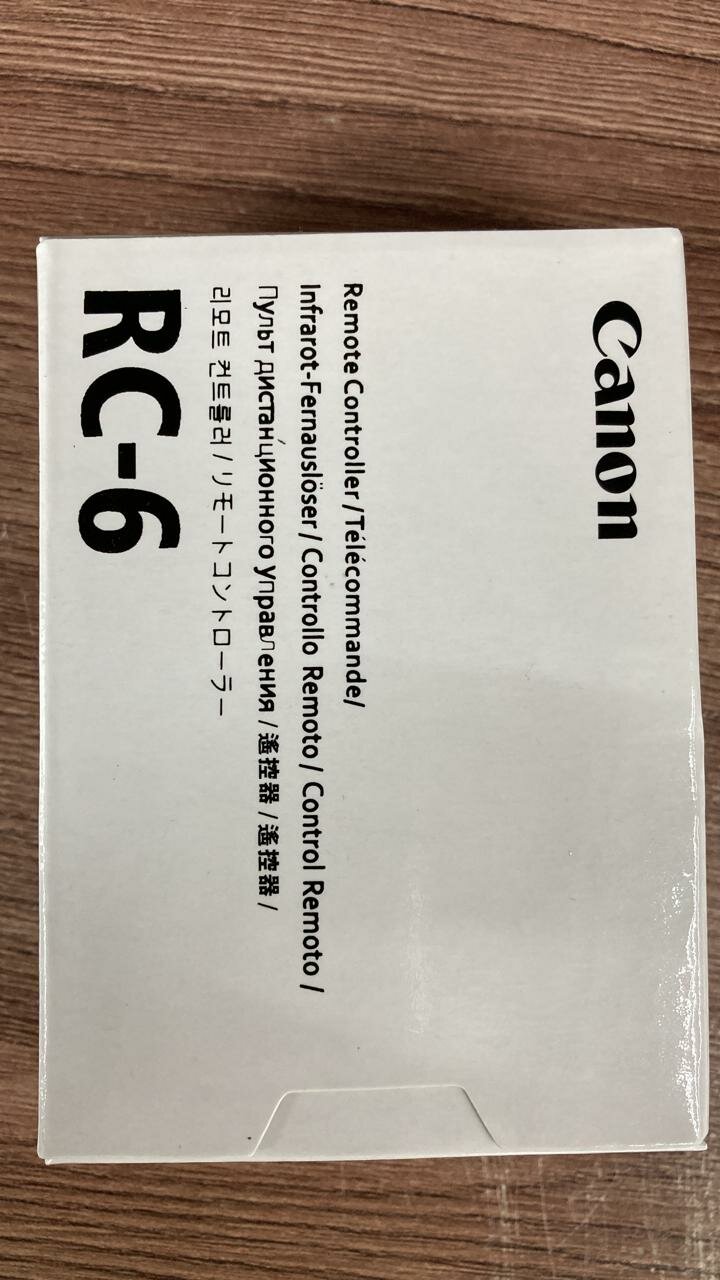 Canon
Remote Controller /Télécommande/
Infrarot-Fernauslöser / Controllo Remoto / Control Remoto /
Пульт дистанционного управления / 遙控器 / 遥控器 /
리모트 컨트롤러 / リモートコントローラー
RC-6